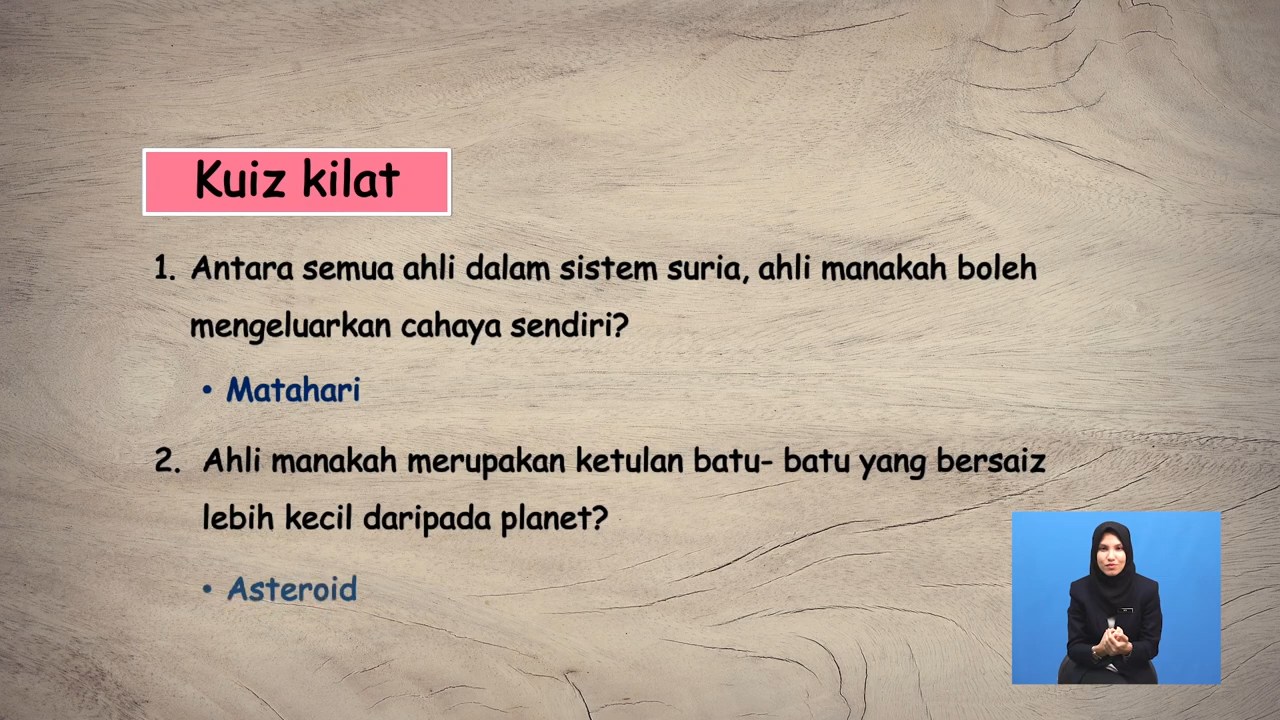 Kuiz kilat
1. Antara semua ahli dalam sistem suria, ahli manakah boleh
mengeluarkan cahaya sendiri?
• Matahari
2. Ahli manakah merupakan ketulan batu- batu yang bersaiz
lebih kecil daripada planet?
• Asteroid